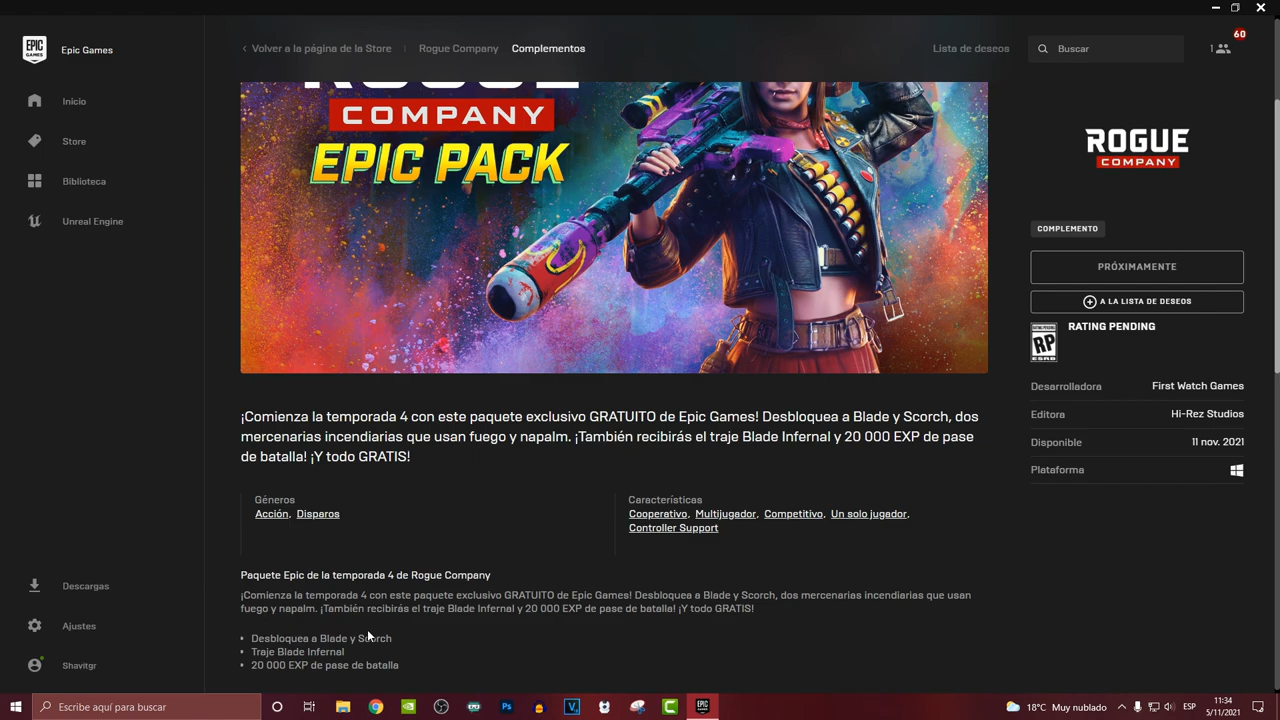 EPIC GAMES
Epic Games
Volver a la página de la Store
Rogue Company
Complementos
Lista de deseos
Buscar
1
60
Inicio
Store
Biblioteca
Unreal Engine
Descargas
Ajustes
Shavitgr
COMPANY
EPIC PACK
¡Comienza la temporada 4 con este paquete exclusivo GRATUITO de Epic Games! Desbloquea a Blade y Scorch, dos
mercenarias incendiarias que usan fuego y napalm. ¡También recibirás el traje Blade Infernal y 20 000 EXP de pase
de batalla! ¡Y todo GRATIS!
Géneros
Acción, Disparos
Características
Cooperativo, Multijugador, Competitivo, Un solo jugador,
Controller Support
Paquete Epic de la temporada 4 de Rogue Company
¡Comienza la temporada 4 con este paquete exclusivo GRATUITO de Epic Games! Desbloquea a Blade y Scorch, dos mercenarias incendiarias que usan
fuego y napalm. ¡También recibirás el traje Blade Infernal y 20 000 EXP de pase de batalla! ¡Y todo GRATIS!
• Desbloquea a Blade y Scorch
• Traje Blade Infernal
• 20 000 EXP de pase de batalla
ROGUE
COMPANY
COMPLEMENTO
PRÓXIMAMENTE
A LA LISTA DE DESEOS
RATING PENDING
RP
ESRB
Desarrolladora First Watch Games
Editora Hi-Rez Studios
Disponible 11 nov. 2021
Plataforma
Escribe aquí para buscar
Ps
V
C
18°C Muy nublado
ESP
11:34
5/11/2021